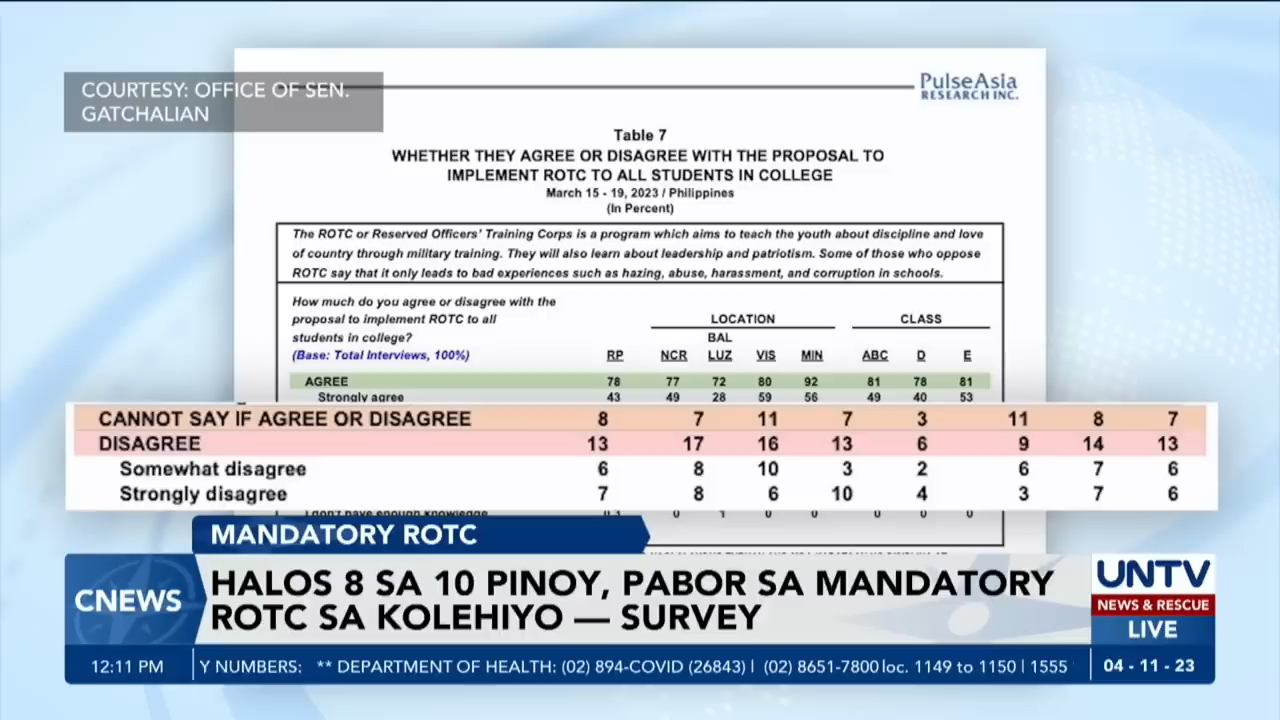 COURTESY: OFFICE OF SEN.
GATCHALIAN
PulseAsia
RESEARCH INC.
Table 7
WHETHER THEY AGREE OR DISAGREE WITH THE PROPOSAL TO
IMPLEMENT ROTC TO ALL STUDENTS IN COLLEGE
March 15 - 19, 2023 / Philippines
(In Percent)
The ROTC or Reserved Officers' Training Corps is a program which aims to teach the youth about discipline and love
of country through military training. They will also learn about leadership and patriotism. Some of those who oppose
ROTC say that it only leads to bad experiences such as hazing, abuse, harassment, and corruption in schools.
How much do you agree or disagree with the
proposal to implement ROTC to all
students in college?
(Base: Total Interviews, 100%)
LOCATION CLASS
BAL
RP NCR LUZ VIS MIN ABC D E
AGREE 78 77 72 80 92 81 78 81
Strongly agree 43 49 28 59 56 49 40 53
CANNOT SAY IF AGREE OR DISAGREE 8 7 11 7 3 11 8 7
DISAGREE 13 17 16 13 6 9 14 13
Somewhat disagree 6 8 10 3 2 6 7 6
Strongly disagree 7 8 6 10 4 3 7 6
I don't have enough knowledge 0 1 0 0 0 0 0
MANDATORY ROTC
CNEWS
HALOS 8 SA 10 PINOY, PABOR SA MANDATORY
ROTC SA KOLEHIYO — SURVEY
UNTV
NEWS & RESCUE
LIVE
12:11 PM Y NUMBERS: ** DEPARTMENT OF HEALTH: (02) 894-COVID (26843) | (02) 8651-7800 loc. 1149 to 1150 | 1555 04 - 11 - 23